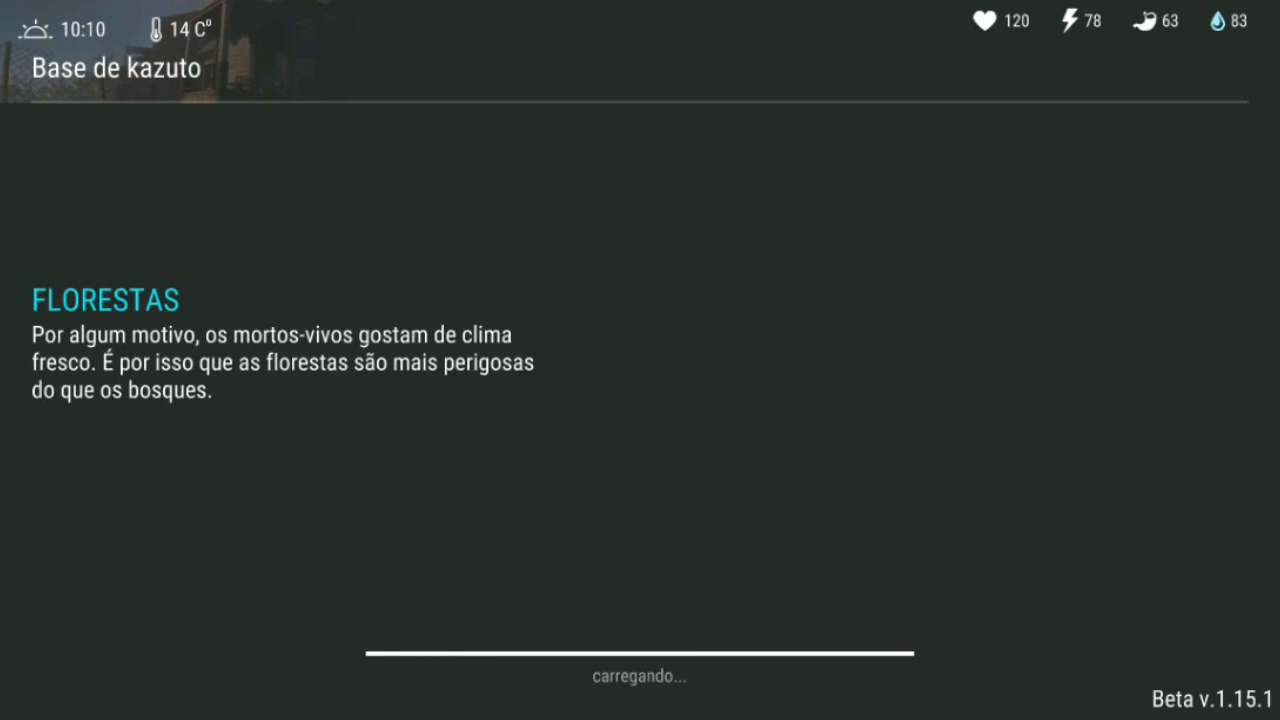 10:10 14 Cº 120 78 63 83
Base de kazuto
FLORESTAS
Por algum motivo, os mortos-vivos gostam de clima
fresco. É por isso que as florestas são mais perigosas
do que os bosques.
carregando...
Beta v.1.15.1